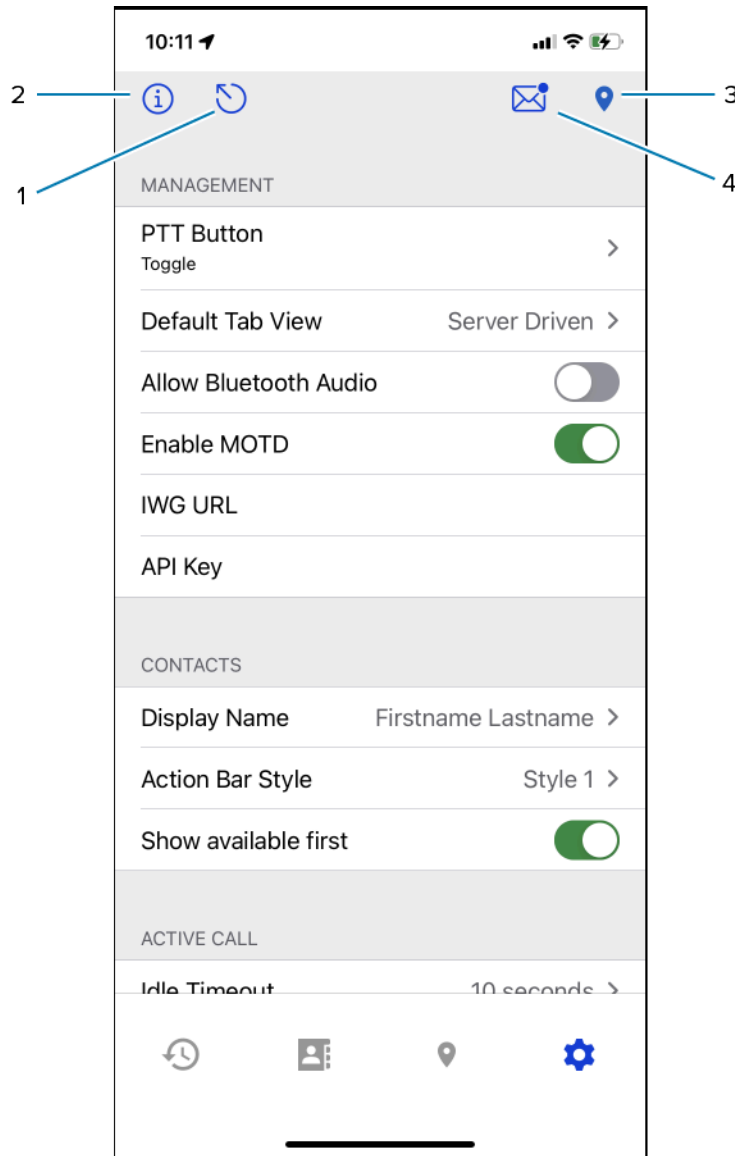 10:11
2
3
1
4
MANAGEMENT
PTT Button
Toggle
Default Tab View Server Driven
Allow Bluetooth Audio
Enable MOTD
IWG URL
API Key
CONTACTS
Display Name Firstname Lastname
Action Bar Style Style 1
Show available first
ACTIVE CALL
Idle Timeout 10 seconds